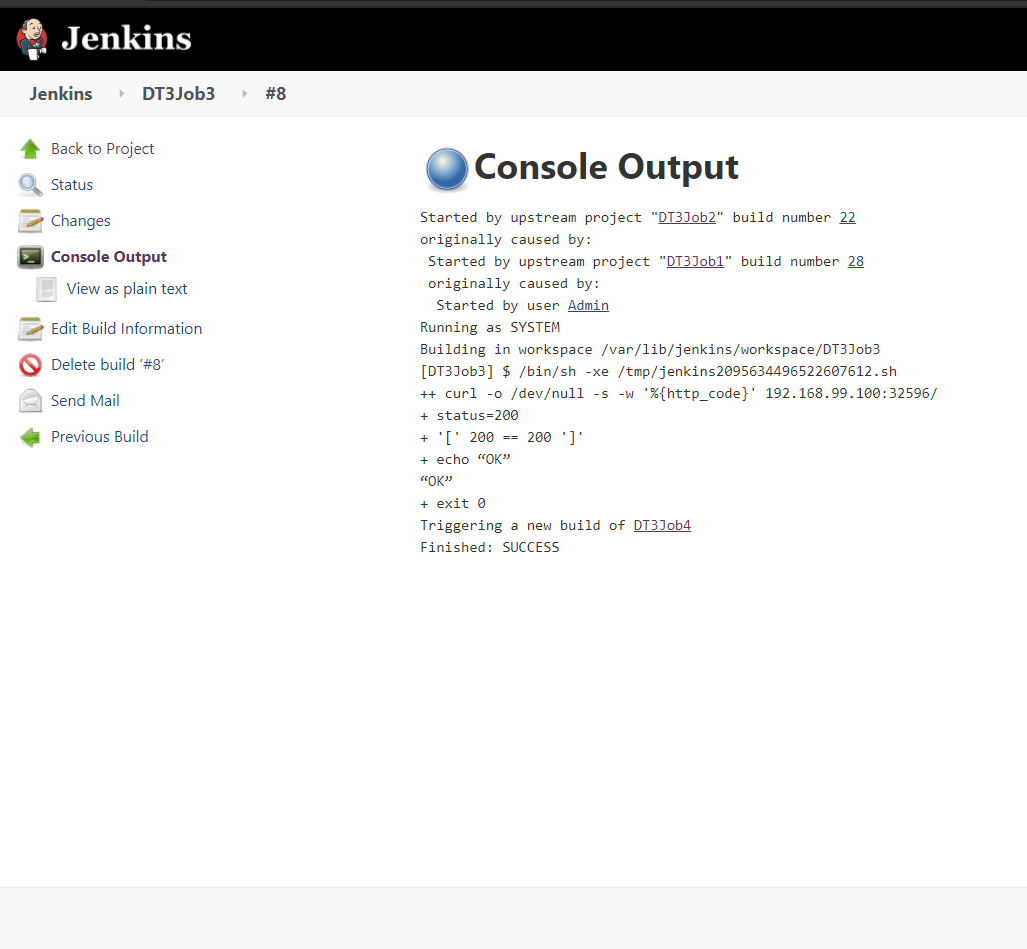 Jenkins
Jenkins DT3Job3 #8
Back to Project
Status
Changes
Console Output
View as plain text
Edit Build Information
Delete build ‘#8’
Send Mail
Previous Build
Console Output
Started by upstream project "DT3Job2" build number 22
originally caused by:
Started by upstream project "DT3Job1" build number 28
originally caused by:
Started by user Admin
Running as SYSTEM
Building in workspace /var/lib/jenkins/workspace/DT3Job3
[DT3Job3] $ /bin/sh -xe /tmp/jenkins2095634496522607612.sh
++ curl -o /dev/null -s -w '%{http_code}' 192.168.99.100:32596/
+ status=200
+ '[' 200 == 200 ']'
+ echo “OK”
“OK”
+ exit 0
Triggering a new build of DT3Job4
Finished: SUCCESS